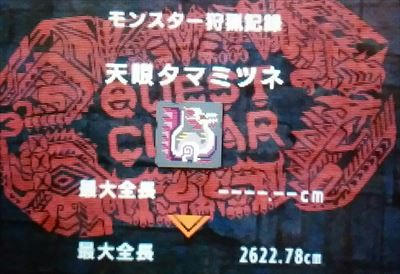 モンスター狩猟記録
天眼タマミツネ
QUEST
CLEAR
最大全長 ----.--cm
最大全長 2622.78cm